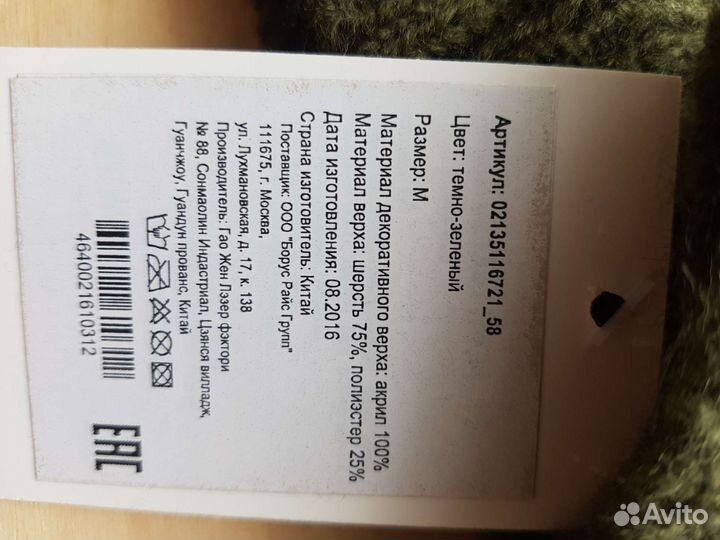 Артикул: 02135116721_58
Цвет: темно-зеленый
Размер: М
Материал декоративного верха: акрил 100%
Материал верха: шерсть 75%, полиэстер 25%
Дата изготовления: 08.2016
Страна изготовитель: Китай
Поставщик: ООО "Борус Райс Групп"
111675, г. Москва,
ул. Лухмановская, д. 17, к. 138
Производитель: Гао Жен Лэзер фэктори
№ 88, Сонмаолин Индастриал, Цзянся вилладж,
Гуанчжоу, Гуандун прованс, Китай
4640021610312
EAC
Avito